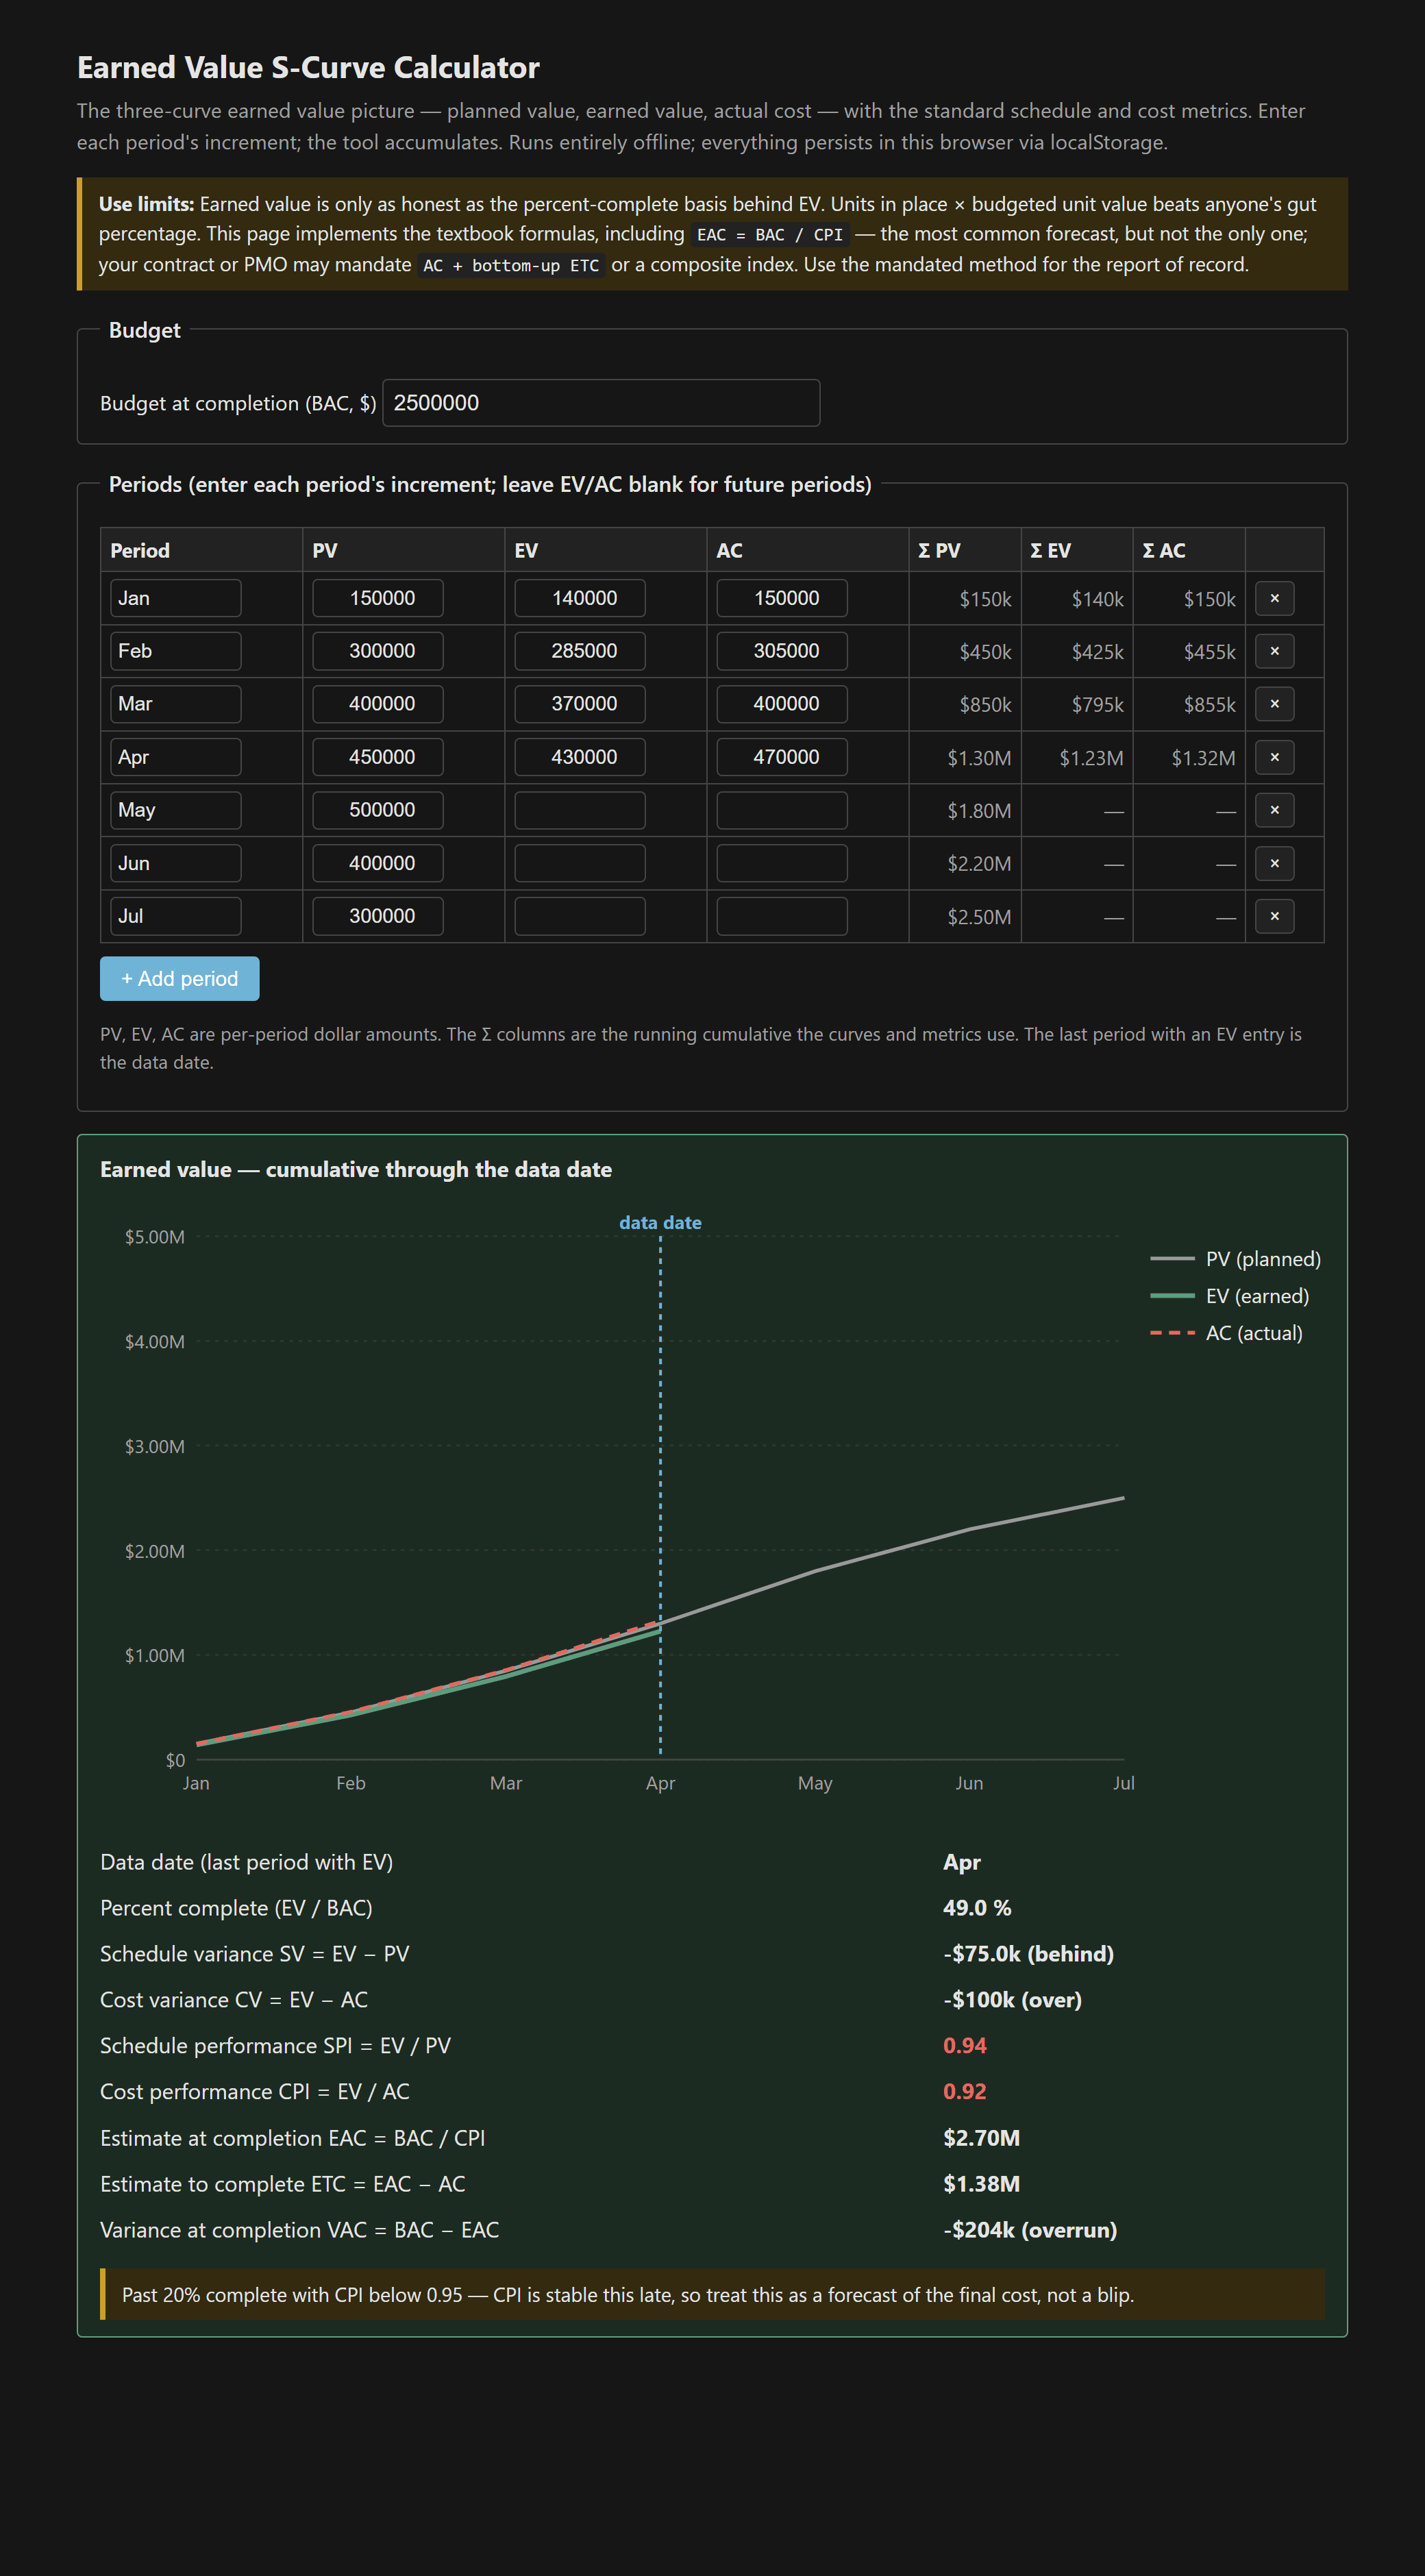 Earned Value S-Curve Calculator
The three-curve earned value picture — planned value, earned value, actual cost — with the standard schedule and cost metrics. Enter
each period's increment; the tool accumulates. Runs entirely offline; everything persists in this browser via localStorage.
Use limits: Earned value is only as honest as the percent-complete basis behind EV. Units in place × budgeted unit value beats anyone's gut
percentage. This page implements the textbook formulas, including EAC = BAC / CPI — the most common forecast, but not the only one;
your contract or PMO may mandate AC + bottom-up ETC or a composite index. Use the mandated method for the report of record.
Budget
Budget at completion (BAC, $) 2500000
Periods (enter each period's increment; leave EV/AC blank for future periods)
Period PV EV AC Σ PV Σ EV Σ AC
Jan 150000 140000 150000 $150k $140k $150k ×
Feb 300000 285000 305000 $450k $425k $455k ×
Mar 400000 370000 400000 $850k $795k $855k ×
Apr 450000 430000 470000 $1.30M $1.23M $1.32M ×
May 500000 $1.80M — — ×
Jun 400000 $2.20M — — ×
Jul 300000 $2.50M — — ×
+ Add period
PV, EV, AC are per-period dollar amounts. The Σ columns are the running cumulative the curves and metrics use. The last period with an EV entry is
the data date.
Earned value — cumulative through the data date
data date
$5.00M
$4.00M
$3.00M
$2.00M
$1.00M
$0
Jan Feb Mar Apr May Jun Jul
PV (planned)
EV (earned)
AC (actual)
Data date (last period with EV) Apr
Percent complete (EV / BAC) 49.0 %
Schedule variance SV = EV − PV -$75.0k (behind)
Cost variance CV = EV − AC -$100k (over)
Schedule performance SPI = EV / PV 0.94
Cost performance CPI = EV / AC 0.92
Estimate at completion EAC = BAC / CPI $2.70M
Estimate to complete ETC = EAC − AC $1.38M
Variance at completion VAC = BAC − EAC -$204k (overrun)
Past 20% complete with CPI below 0.95 — CPI is stable this late, so treat this as a forecast of the final cost, not a blip.